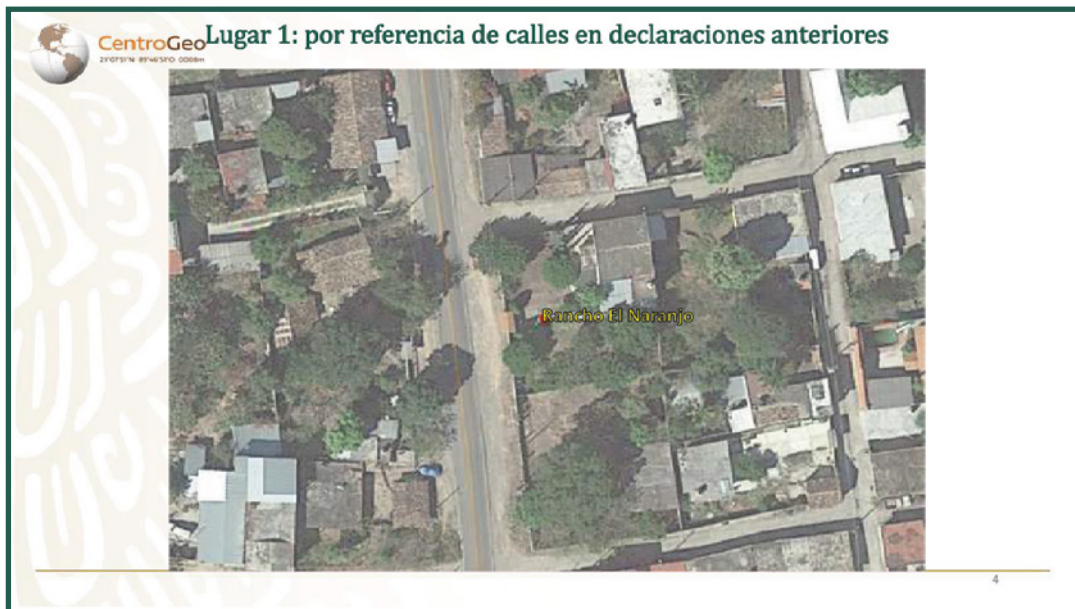 Lugar 1: por referencia de calles en declaraciones anteriores
CentroGeo
Rancho El Naranjo
4